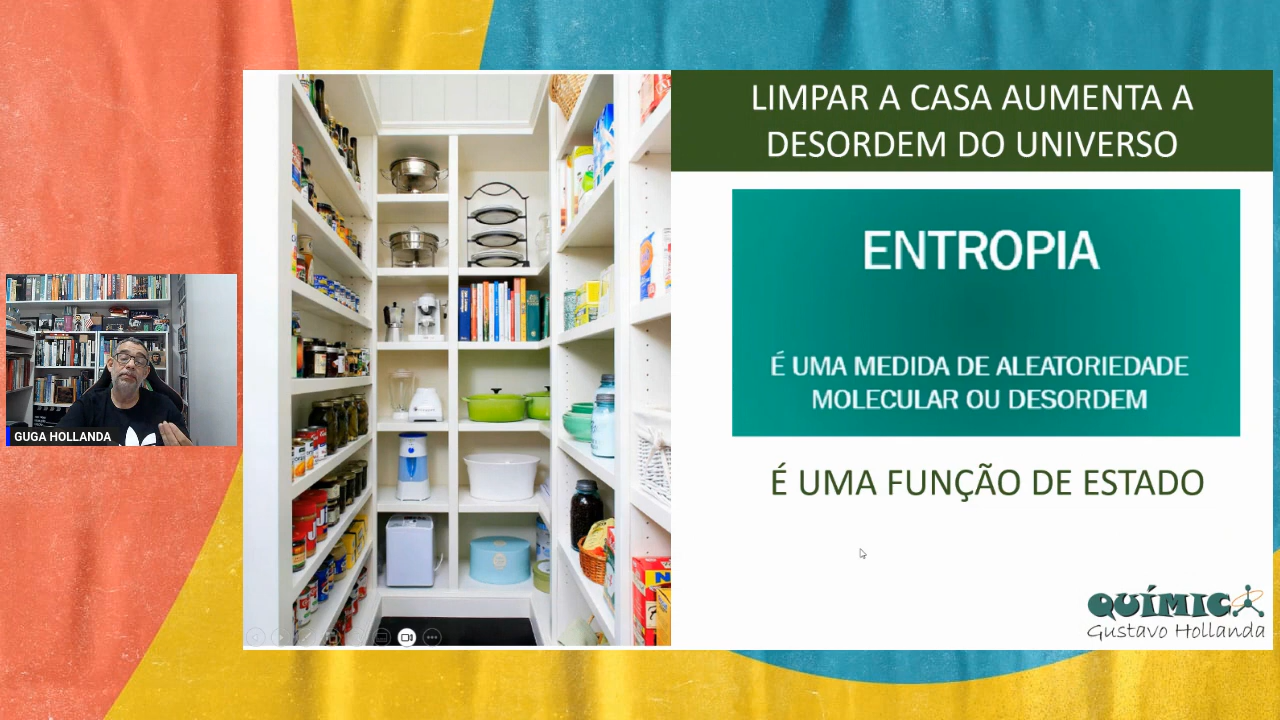 LIMPAR A CASA AUMENTA A
DESORDEM DO UNIVERSO
ENTROPIA
É UMA MEDIDA DE ALEATORIEDADE
MOLECULAR OU DESORDEM
É UMA FUNÇÃO DE ESTADO
GUGA HOLLANDA
QUÍMICA
Gustavo Hollanda